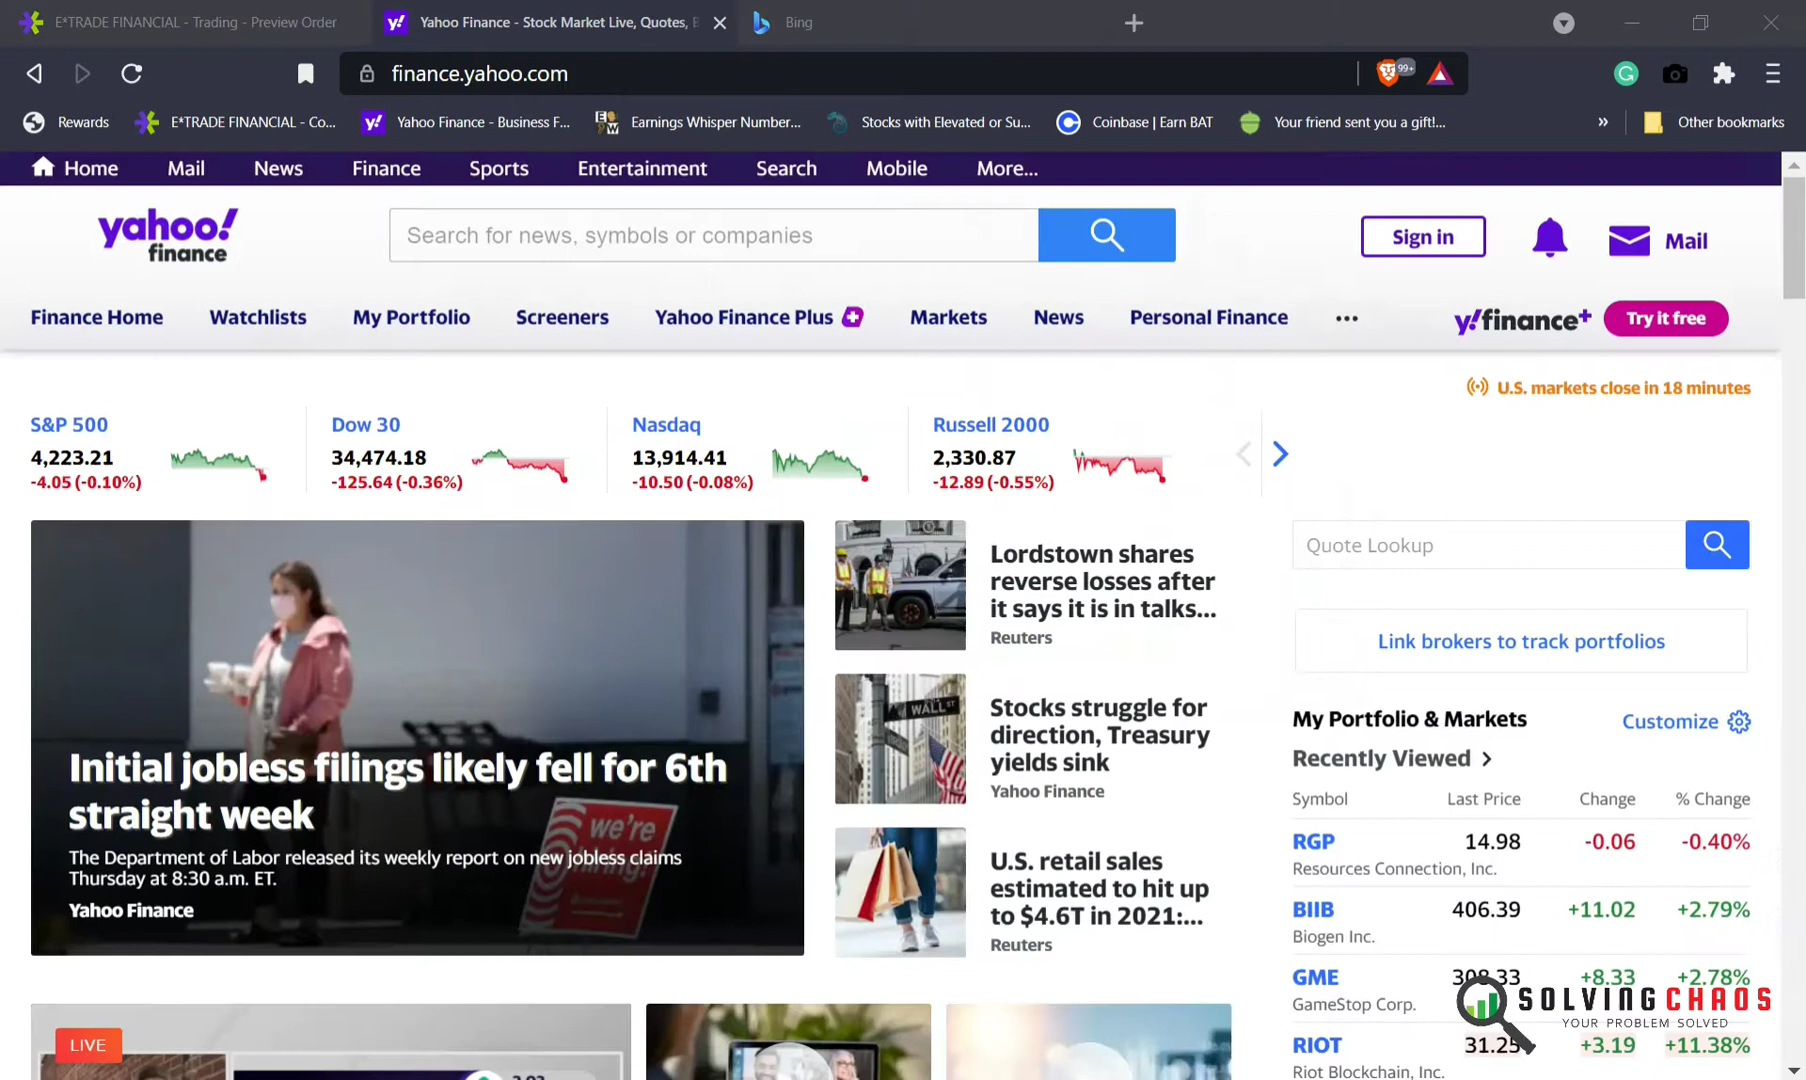 E*TRADE FINANCIAL - Trading - Preview Order
Yahoo Finance - Stock Market Live, Quotes, B
Bing
finance.yahoo.com
99+
Rewards
E*TRADE FINANCIAL - Co...
Yahoo Finance - Business F...
Earnings Whisper Number...
Stocks with Elevated or Su...
Coinbase | Earn BAT
Your friend sent you a gift!...
»
Other bookmarks
Home
Mail
News
Finance
Sports
Entertainment
Search
Mobile
More...
yahoo!
finance
Search for news, symbols or companies
Sign in
Mail
Finance Home
Watchlists
My Portfolio
Screeners
Yahoo Finance Plus
Markets
News
Personal Finance
y!finance+
Try it free
U.S. markets close in 18 minutes
S&P 500
4,223.21
-4.05 (-0.10%)
Dow 30
34,474.18
-125.64 (-0.36%)
Nasdaq
13,914.41
-10.50 (-0.08%)
Russell 2000
2,330.87
-12.89 (-0.55%)
we're
hiring!
Initial jobless filings likely fell for 6th
straight week
The Department of Labor released its weekly report on new jobless claims
Thursday at 8:30 a.m. ET.
Yahoo Finance
Lordstown shares
reverse losses after
it says it is in talks...
Reuters
WALL ST
Stocks struggle for
direction, Treasury
yields sink
Yahoo Finance
U.S. retail sales
estimated to hit up
to $4.6T in 2021:...
Reuters
Quote Lookup
Link brokers to track portfolios
My Portfolio & Markets
Customize
Recently Viewed
Symbol Last Price Change % Change
RGP 14.98 -0.06 -0.40%
Resources Connection, Inc.
BIIB 406.39 +11.02 +2.79%
Biogen Inc.
GME +8.33 +2.78%
GameStop Corp.
RIOT 31.25 +3.19 +11.38%
Riot Blockchain, Inc.
SOLVING CHAOS
YOUR PROBLEM SOLVED
LIVE